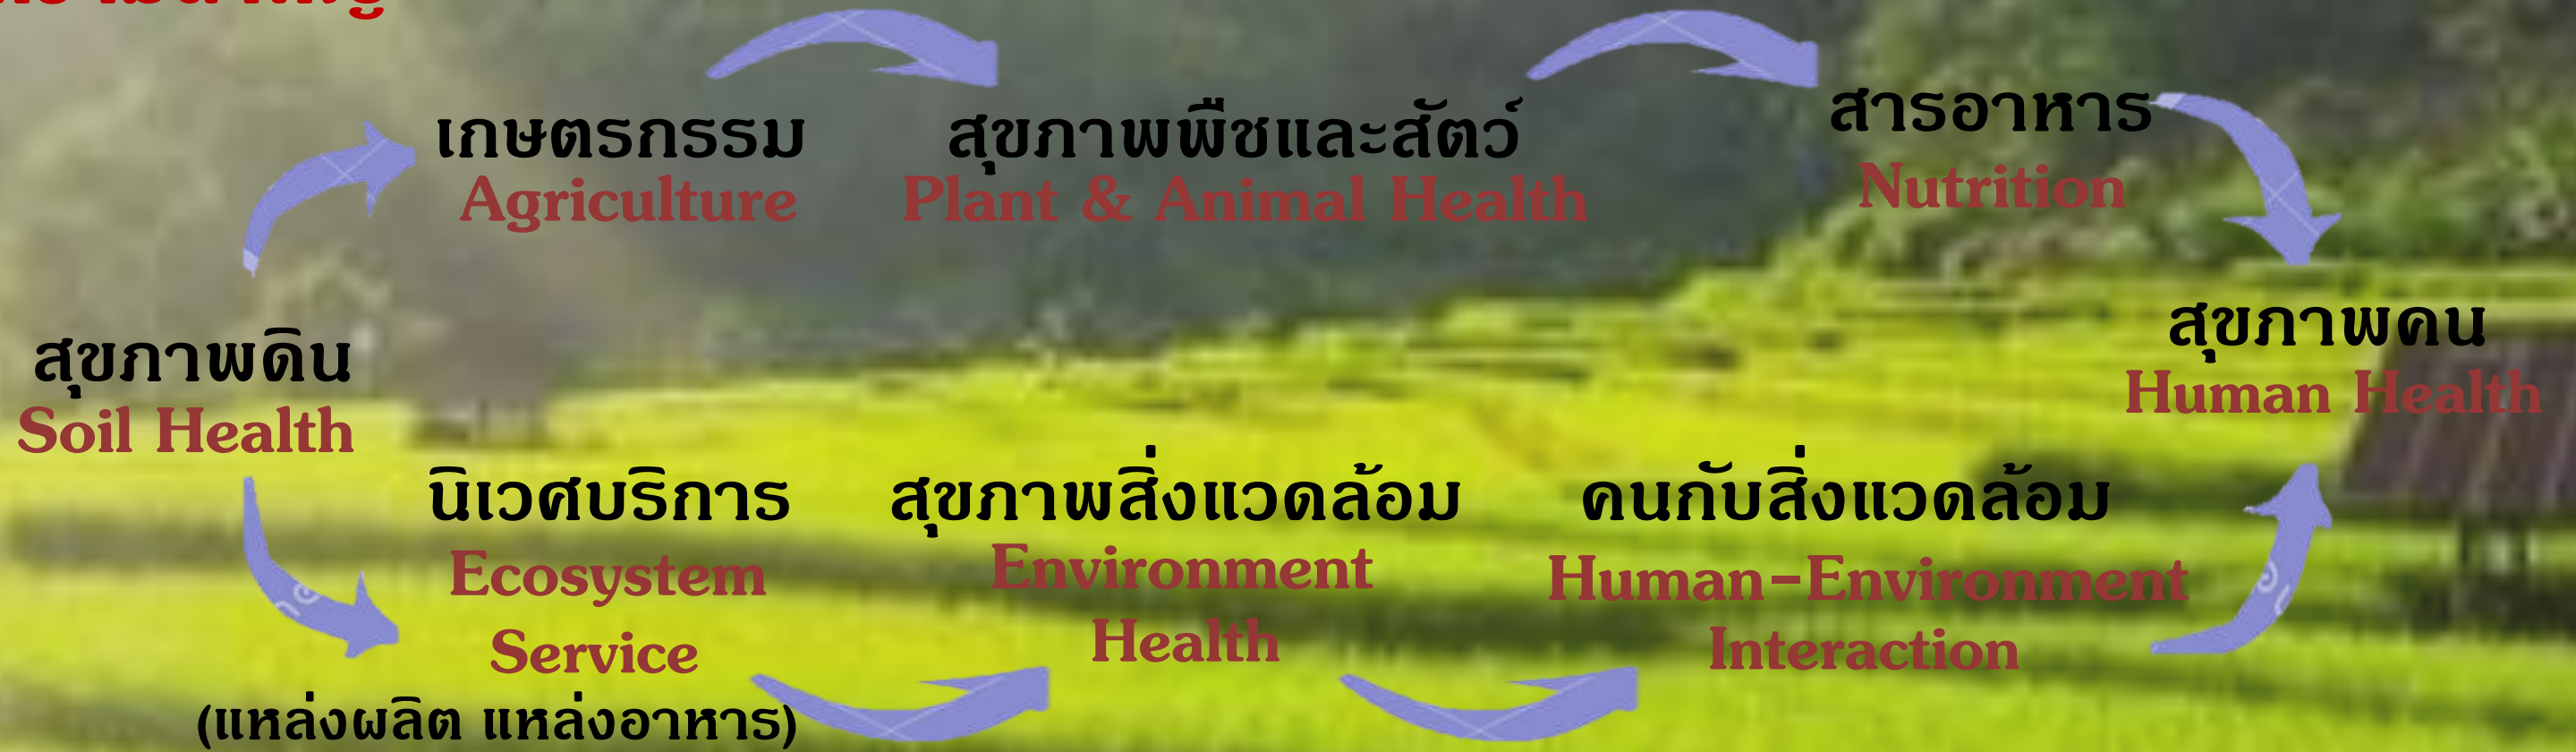 เกษตรกรรม
Agriculture
สุขภาพพืชและสัตว์
Plant & Animal Health
สารอาหาร
Nutrition
สุขภาพดิน
Soil Health
สุขภาพคน
Human Health
นิเวศบริการ
Ecosystem
Service
(แหล่งผลิต แหล่งอาหาร)
สุขภาพสิ่งแวดล้อม
Environment
Health
คนกับสิ่งแวดล้อม
Human-Environment
Interaction